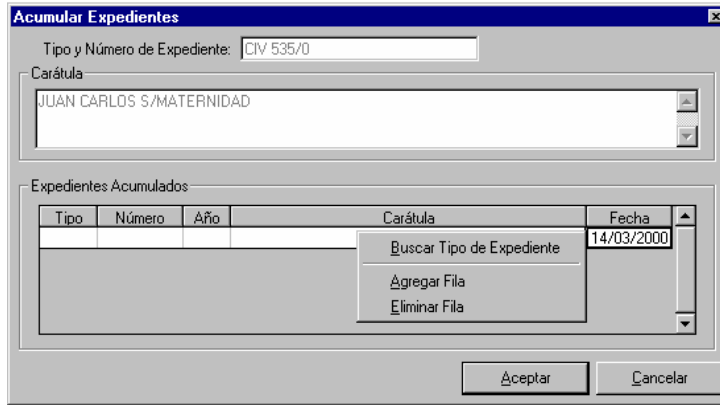 Acumular Expedientes
Tipo y Número de Expediente: CIV 535/0
Carátula
JUAN CARLOS S/MATERNIDAD
Expedientes Acumulados
Tipo Número Año Carátula Fecha
14/03/2000
Buscar Tipo de Expediente
Agregar Fila
Eliminar Fila
Aceptar Cancelar